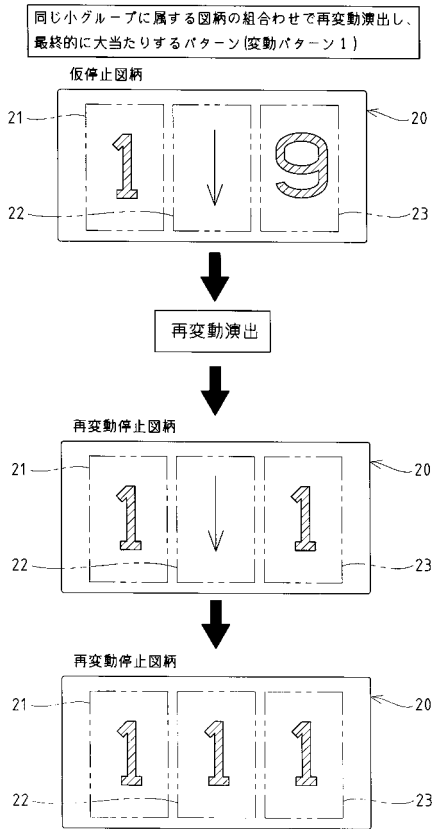 同じ小グループに属する図柄の組合わせで再変動演出し、
最終的に大当たりするパターン(変動パターン1)
仮停止図柄
21
20
1
9
22
23
再変動演出
再変動停止図柄
21
20
1
1
22
23
再変動停止図柄
21
20
1 1 1
22
23